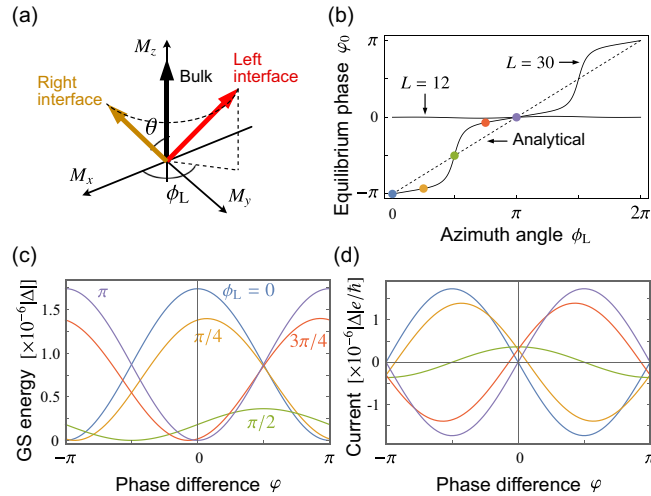 (a)
M_z
Left
interface
Bulk
Right
interface
θ
M_x
ϕ_L
M_y
(b)
Equilibrium phase φ_0
π
0
−π
L = 12
L = 30
Analytical
0
π
2π
Azimuth angle ϕ_L
(c)
GS energy [×10⁻⁶|Δ|]
1.5
1
0.5
0
π
ϕ_L = 0
π/4
3π/4
π/2
−π
0
π
Phase difference φ
(d)
Current [×10⁻⁶|Δ|e/ℏ]
1
0
-1
−π
0
π
Phase difference φ